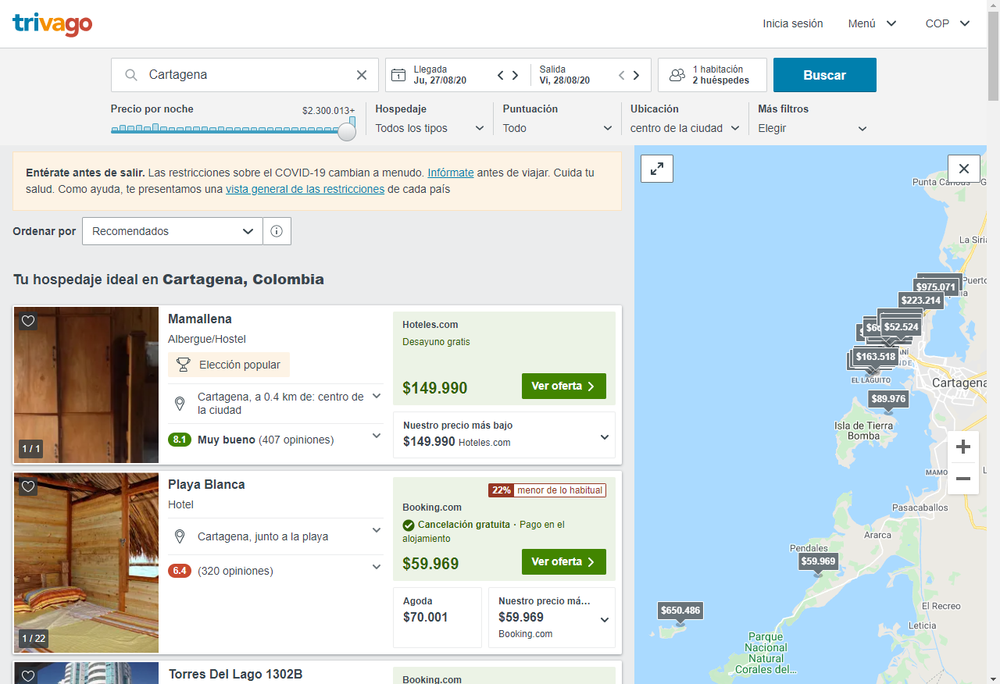 trivago
Inicia sesión
Menú
COP
Cartagena
Llegada
Ju, 27/08/20
Salida
Vi, 28/08/20
1 habitación
2 huéspedes
Buscar
Precio por noche
$2.300.013+
Hospedaje
Todos los tipos
Puntuación
Todo
Ubicación
centro de la ciudad
Más filtros
Elegir
Entérate antes de salir. Las restricciones sobre el COVID-19 cambian a menudo. Infórmate antes de viajar. Cuida tu
salud. Como ayuda, te presentamos una vista general de las restricciones de cada país
Ordenar por
Recomendados
Tu hospedaje ideal en Cartagena, Colombia
Mamallena
Albergue/Hostel
Elección popular
Cartagena, a 0.4 km de: centro de
la ciudad
8.1 Muy bueno (407 opiniones)
1 / 1
Hoteles.com
Desayuno gratis
$149.990
Ver oferta
Nuestro precio más bajo
$149.990 Hoteles.com
Playa Blanca
Hotel
Cartagena, junto a la playa
6.4 (320 opiniones)
1 / 22
22% menor de lo habitual
Booking.com
Cancelación gratuita · Pago en el
alojamiento
$59.969
Ver oferta
Agoda
$70.001
Nuestro precio má...
$59.969
Booking.com
Torres Del Lago 1302B
Booking.com
Punta
La Siria
Puerto
$975.071
$223.214
$52.524
$163.518
EL LAGUITO
Cartagena
$89.976
Isla de Tierra
Bomba
Pasacaballos
Ararca
Pendales
$59.969
$650.486
El Recreo
Leticia
Parque
Nacional
Natural
Corales del...